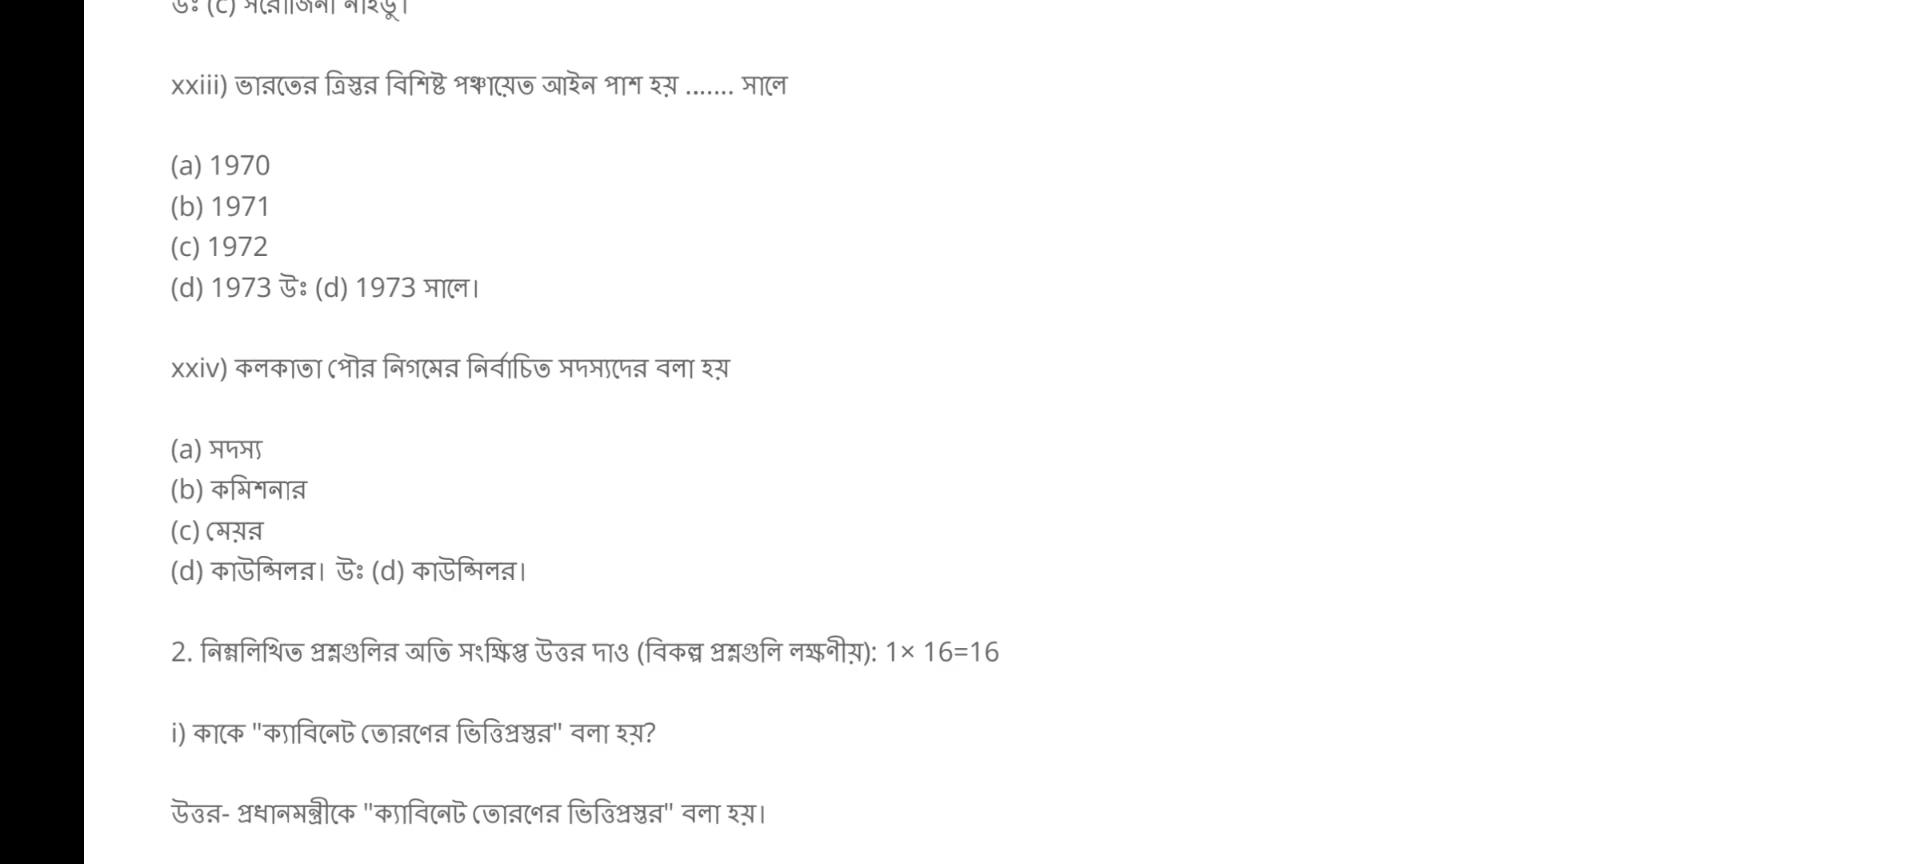 উঃ (c) সরোজিনী নাইডু।
xxiii) ভারতের ত্রিস্তর বিশিষ্ট পঞ্চায়েত আইন পাশ হয় ....... সালে
(a) 1970
(b) 1971
(c) 1972
(d) 1973 উঃ (d) 1973 সালে।
xxiv) কলকাতা পৌর নিগমের নির্বাচিত সদস্যদের বলা হয়
(a) সদস্য
(b) কমিশনার
(c) মেয়র
(d) কাউন্সিলর। উঃ (d) কাউন্সিলর।
2. নিম্নলিখিত প্রশ্নগুলির অতি সংক্ষিপ্ত উত্তর দাও (বিকল্প প্রশ্নগুলি লক্ষণীয়): 1× 16=16
i) কাকে "ক্যাবিনেট তোরণের ভিত্তিপ্রস্তর" বলা হয়?
উত্তর- প্রধানমন্ত্রীকে "ক্যাবিনেট তোরণের ভিত্তিপ্রস্তর" বলা হয়।